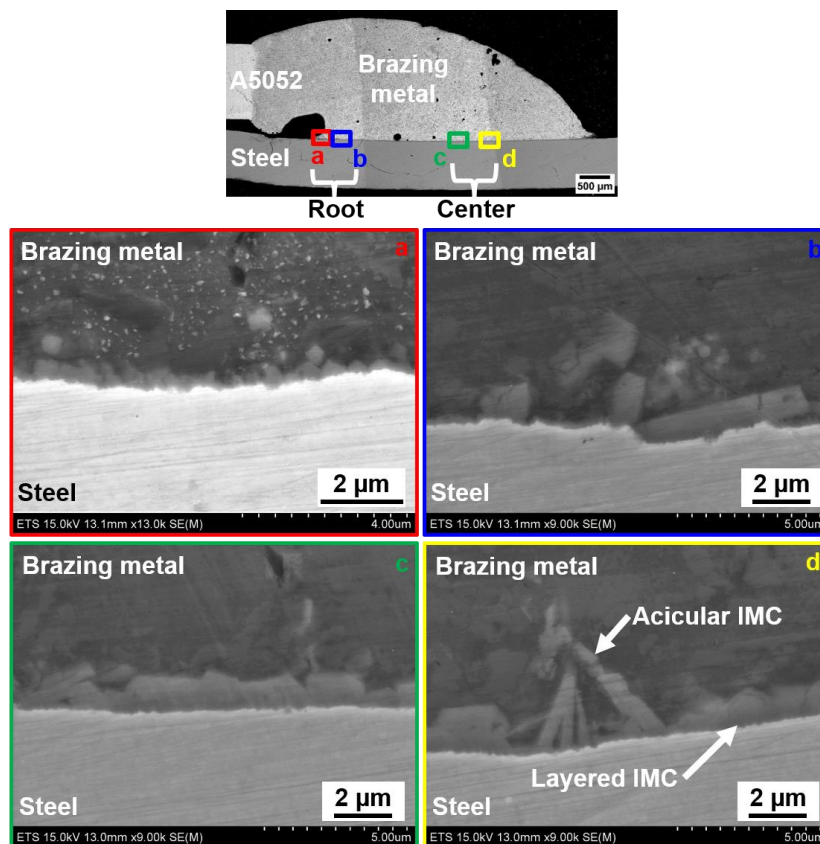 A5052
Brazing
metal
Steel
a
b
c
d
500 µm
Root
Center
Brazing metal
a
Steel
2 µm
ETS 15.0kV 13.1mm x13.0k SE(M)
4.00um
Brazing metal
b
Steel
2 µm
ETS 15.0kV 13.1mm x9.00k SE(M)
5.00um
Brazing metal
c
Steel
2 µm
ETS 15.0kV 13.0mm x9.00k SE(M)
5.00um
Brazing metal
d
Acicular IMC
Layered IMC
Steel
2 µm
ETS 15.0kV 13.0mm x9.00k SE(M)
5.00um